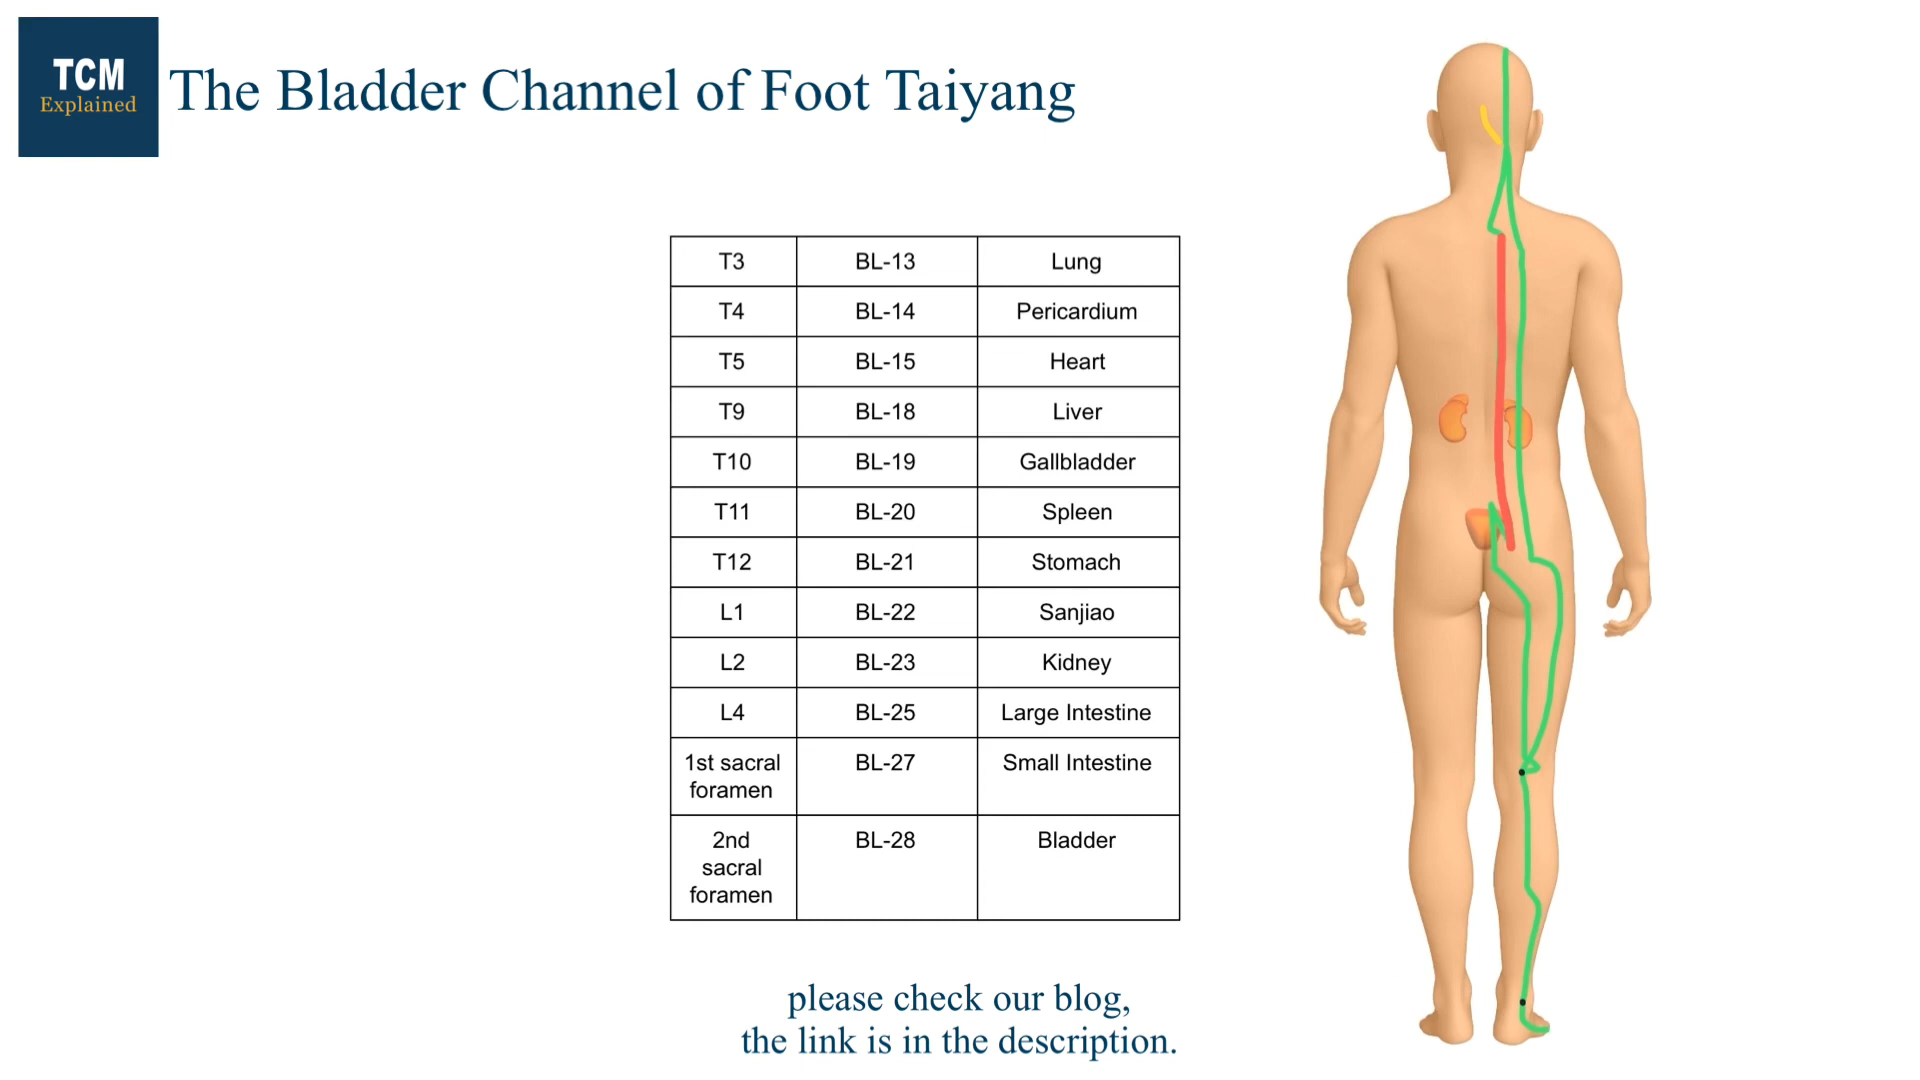 TCM
Explained
The Bladder Channel of Foot Taiyang
T3 BL-13 Lung
T4 BL-14 Pericardium
T5 BL-15 Heart
T9 BL-18 Liver
T10 BL-19 Gallbladder
T11 BL-20 Spleen
T12 BL-21 Stomach
L1 BL-22 Sanjiao
L2 BL-23 Kidney
L4 BL-25 Large Intestine
1st sacral BL-27 Small Intestine
foramen
2nd BL-28 Bladder
sacral
foramen
please check our blog,
the link is in the description.